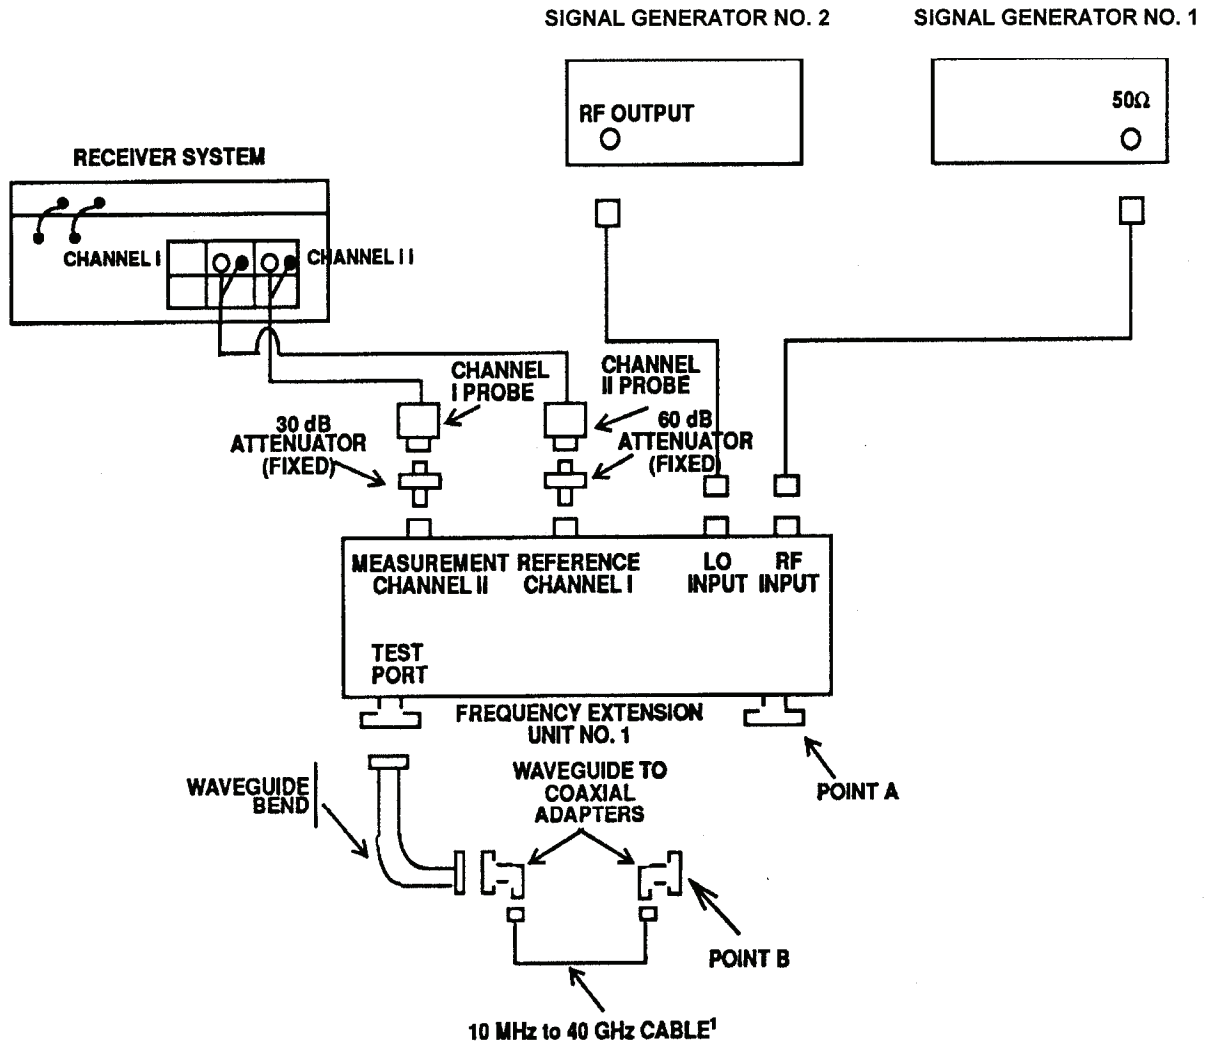 SIGNAL GENERATOR NO. 2
SIGNAL GENERATOR NO. 1
RF OUTPUT
50Ω
RECEIVER SYSTEM
CHANNEL I
CHANNEL I I
CHANNEL
I PROBE
CHANNEL
II PROBE
30 dB
ATTENUATOR
(FIXED)
60 dB
ATTENUATOR
(FIXED)
MEASUREMENT
CHANNEL II
REFERENCE
CHANNEL I
LO
INPUT
RF
INPUT
TEST
PORT
FREQUENCY EXTENSION
UNIT NO. 1
WAVEGUIDE
BEND
WAVEGUIDE TO
COAXIAL
ADAPTERS
POINT A
POINT B
10 MHz to 40 GHz CABLE¹